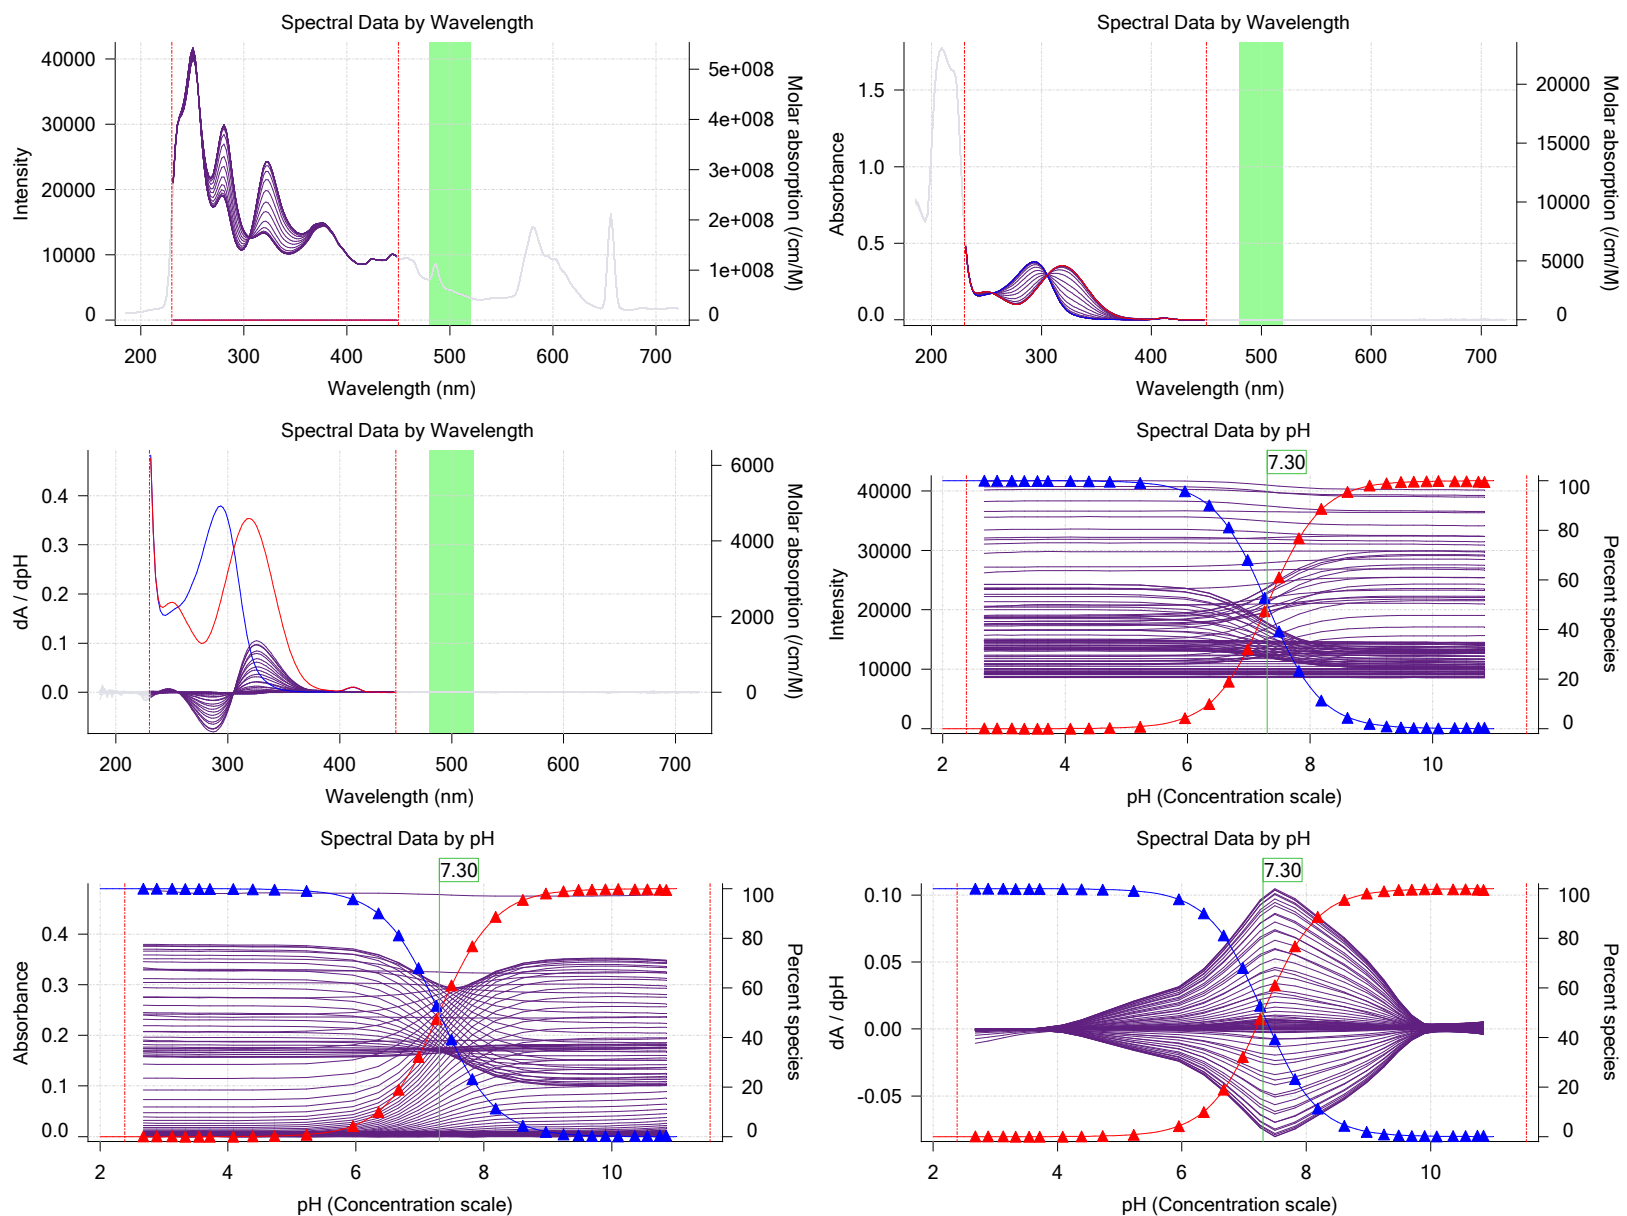 Spectral Data by Wavelength
Intensity
40000
30000
20000
10000
0
5e+008
4e+008
3e+008
2e+008
1e+008
0
Molar absorption (/cm/M)
200 300 400 500 600 700
Wavelength (nm)
Spectral Data by Wavelength
Absorbance
1.5
1.0
0.5
0.0
20000
15000
10000
5000
0
Molar absorption (/cm/M)
200 300 400 500 600 700
Wavelength (nm)
Spectral Data by Wavelength
dA / dpH
0.4
0.3
0.2
0.1
0.0
6000
4000
2000
0
Molar absorption (/cm/M)
200 300 400 500 600 700
Wavelength (nm)
Spectral Data by pH
7.30
Intensity
40000
30000
20000
10000
0
100
80
60
40
20
0
Percent species
2 4 6 8 10
pH (Concentration scale)
Spectral Data by pH
7.30
Absorbance
0.4
0.3
0.2
0.1
0.0
100
80
60
40
20
0
Percent species
2 4 6 8 10
pH (Concentration scale)
Spectral Data by pH
7.30
dA / dpH
0.10
0.05
0.00
-0.05
100
80
60
40
20
0
Percent species
2 4 6 8 10
pH (Concentration scale)